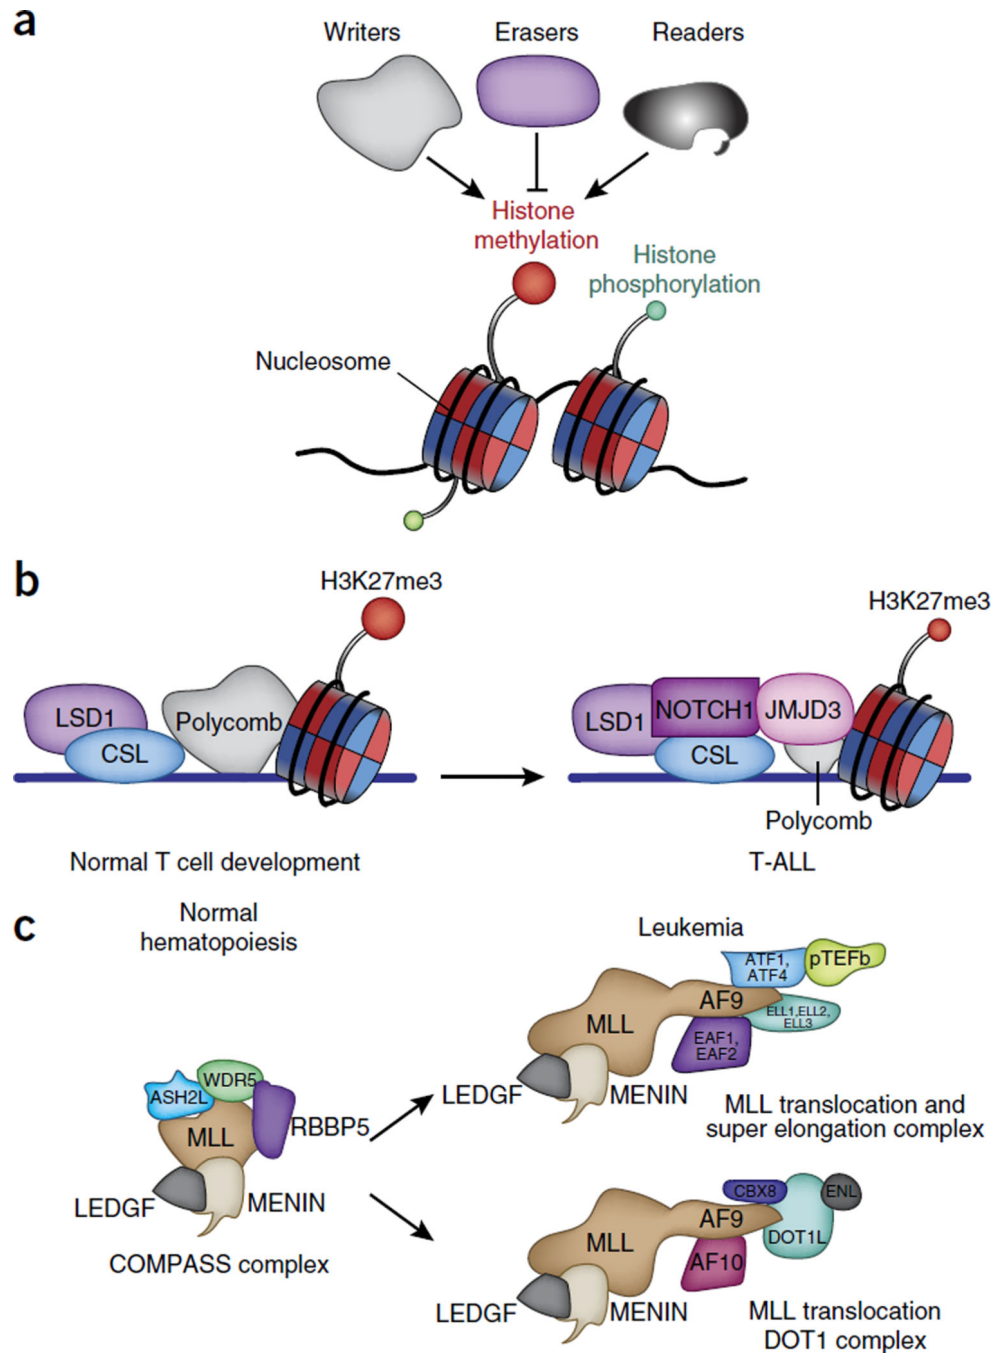 a
Writers
Erasers
Readers
Histone
methylation
Histone
phosphorylation
Nucleosome
b
H3K27me3
LSD1
CSL
Polycomb
Normal T cell development
H3K27me3
LSD1
NOTCH1
JMJD3
CSL
Polycomb
T-ALL
c
Normal
hematopoiesis
ASH2L
WDR5
MLL
RBBP5
LEDGF
MENIN
COMPASS complex
Leukemia
ATF1,
ATF4
pTEFb
MLL
AF9
ELL1,ELL2,
ELL3
EAF1,
EAF2
LEDGF
MENIN
MLL translocation and
super elongation complex
CBX8
ENL
MLL
AF9
DOT1L
AF10
LEDGF
MENIN
MLL translocation
DOT1 complex